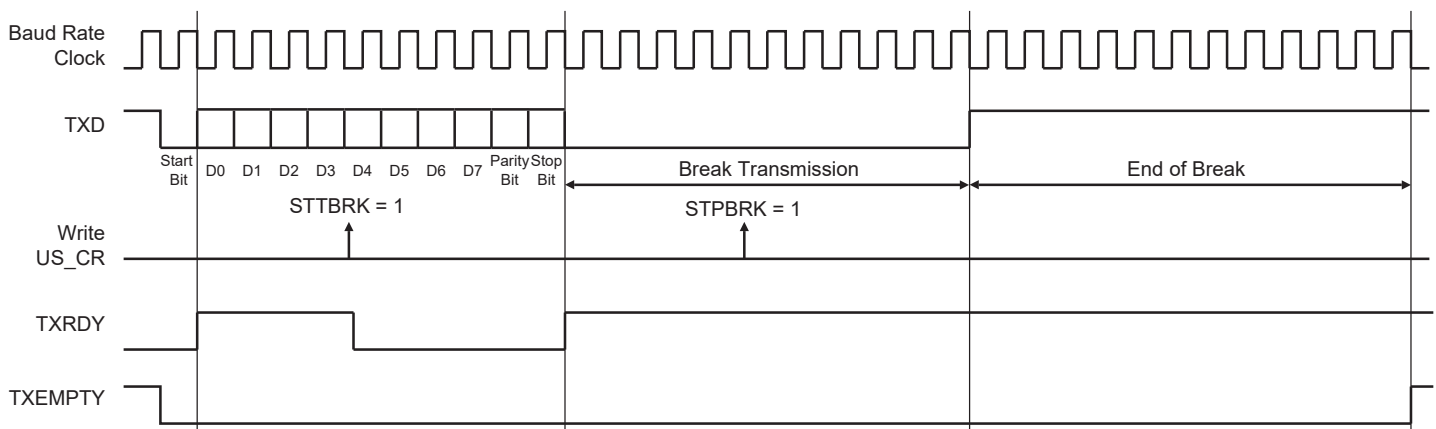 Baud Rate
Clock
TXD
Start
Bit
D0 D1 D2 D3 D4 D5 D6 D7
Parity
Bit
Stop
Bit
Break Transmission
End of Break
STTBRK = 1
STPBRK = 1
Write
US_CR
TXRDY
TXEMPTY